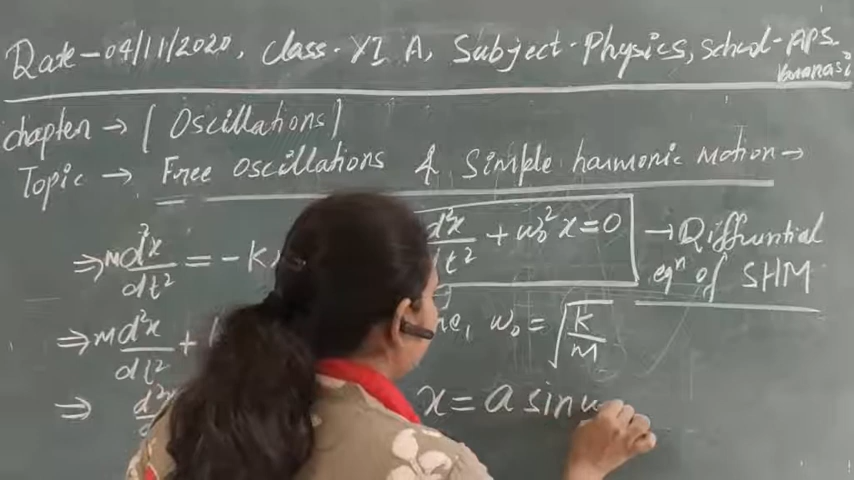 Date - 04/11/2020, Class - XI A, Subject - Physics, School - APS. Varanasi
chapter → [Oscillations]
Topic → Free Oscillations & Simple harmonic Motion →
⇒ M d²x/dt² = -K
d²x/dt² + ω₀²x = 0 → Diffrential eqⁿ of SHM
⇒ M d²x/dt² +
ω₀ = √(K/M)
⇒
x = a sin